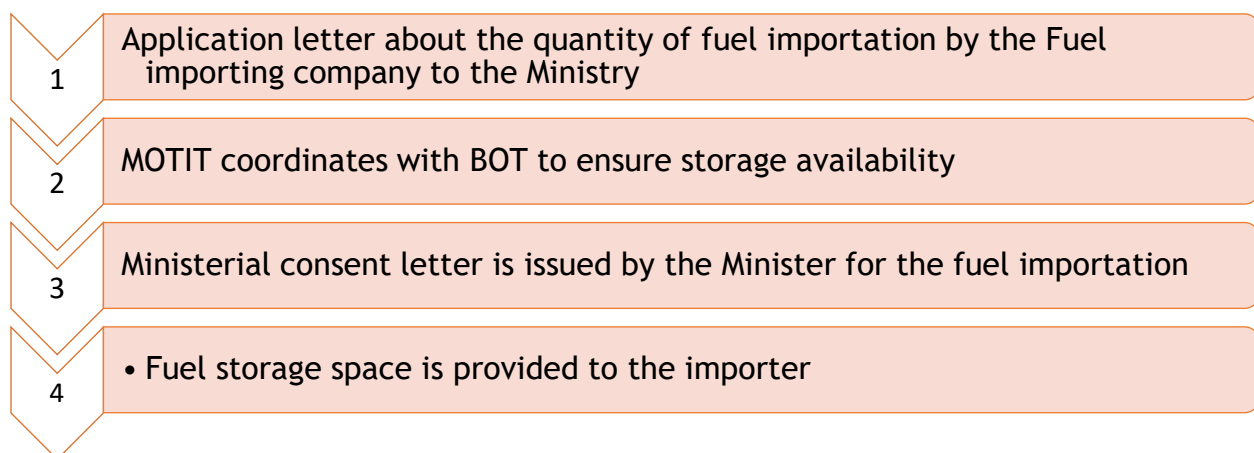 1
Application letter about the quantity of fuel importation by the Fuel
importing company to the Ministry
2
MOTIT coordinates with BOT to ensure storage availability
3
Ministerial consent letter is issued by the Minister for the fuel importation
4
• Fuel storage space is provided to the importer